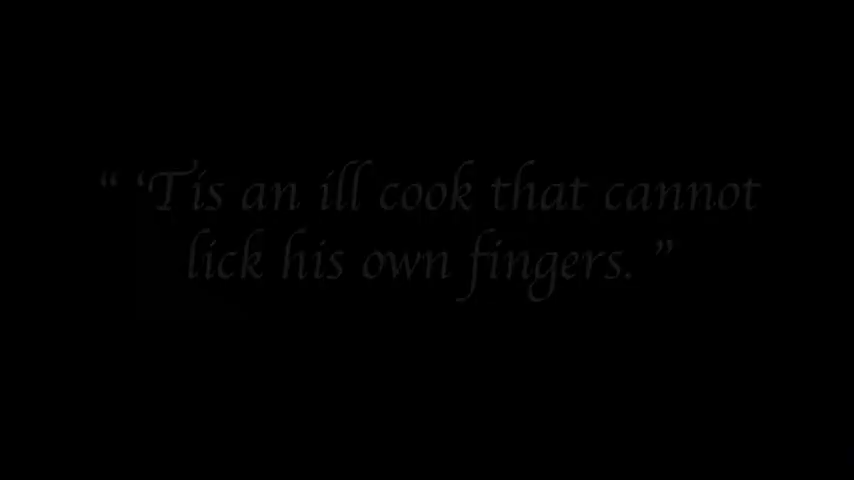 “ ‘Tis an ill cook that cannot
lick his own fingers. ”